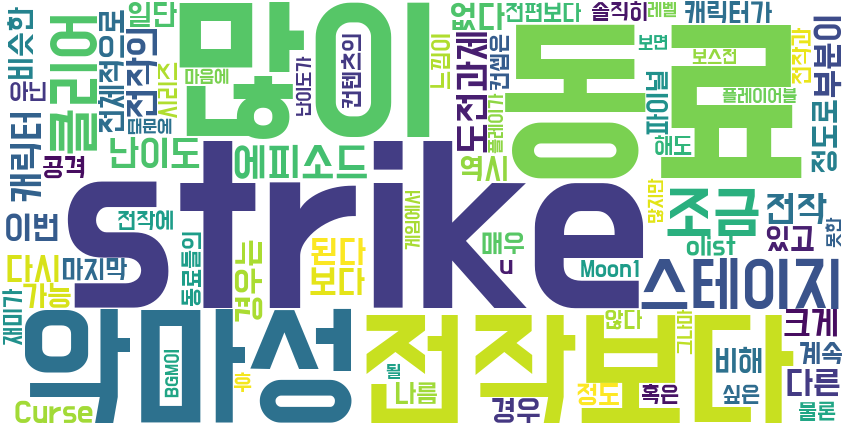 비슷한
아닌
클리어
전체적으로
일단
전작의
때문에
시리즈
많이
마음에
난이도가
컨텐츠의
느낌이
없다
전편보다
컨셉은
도전과제
플레이가
동료
솔직히
레벨
보면
캐릭터가
보스전
파이널
애도
플레이어블
전작과
부분이
정도로
캐릭터
공격
난이도
에피소드
역시
strike
이번
전작에
다시
마지막
가능
동료들의
경우는
된다
보다
게임에서
매우
u
조금
olist
Moon1
많지만
전작
있고
못한
스테이지
재미가
악마성
BGM이
후
전작보다
될
나름
않다
경우
정도
그나마
혹은
비해
싶은
크게
계속
다른
물론
Curse